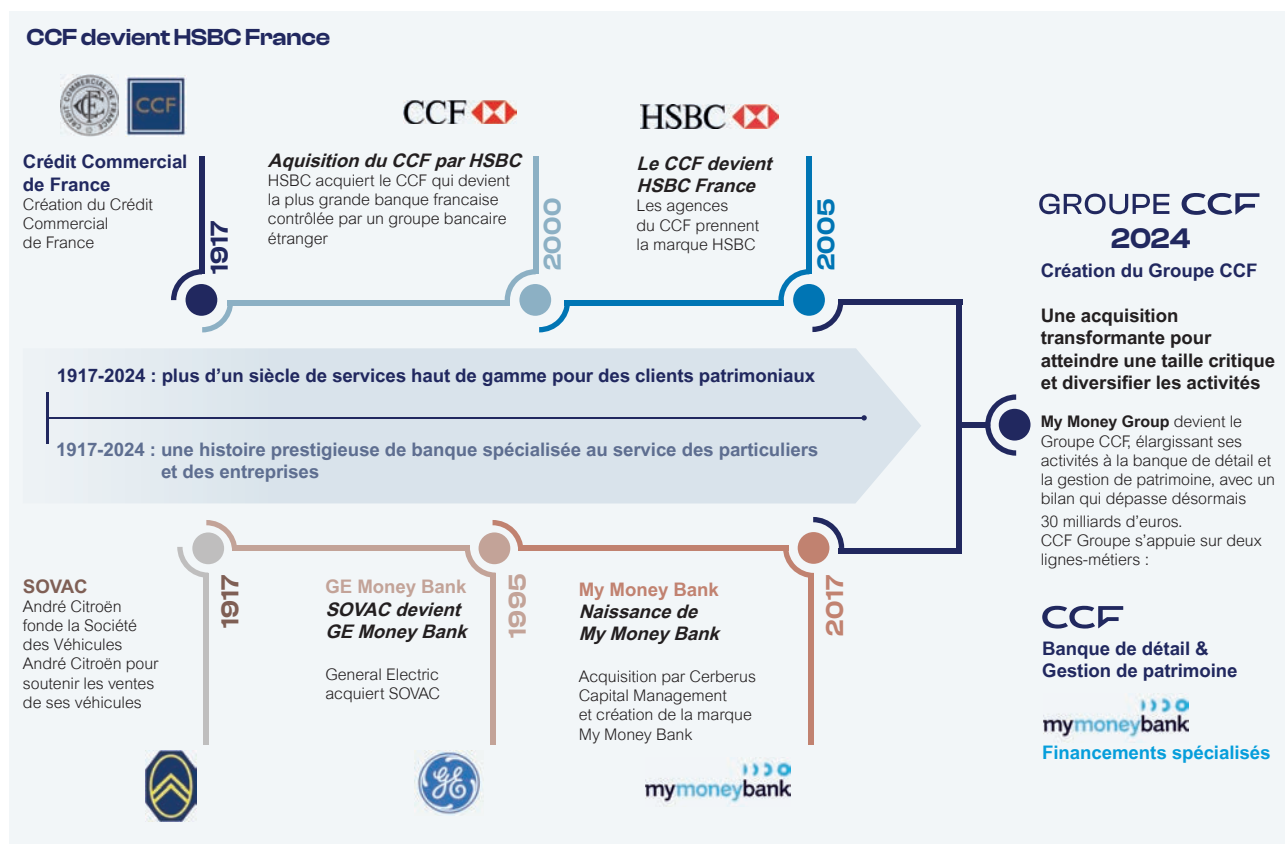 CCF devient HSBC France
CREDIT COMMERCIAL DE FRANCE
CCF
CCF
HSBC
Crédit Commercial
de France
Création du Crédit
Commercial
de France
1917
Aquisition du CCF par HSBC
HSBC acquiert le CCF qui devient
la plus grande banque francaise
contrôlée par un groupe bancaire
étranger
2000
Le CCF devient
HSBC France
Les agences
du CCF prennent
la marque HSBC
2005
1917-2024 : plus d'un siècle de services haut de gamme pour des clients patrimoniaux
1917-2024 : une histoire prestigieuse de banque spécialisée au service des particuliers
et des entreprises
SOVAC
André Citroën
fonde la Société
des Véhicules
André Citroën pour
soutenir les ventes
de ses véhicules
1917
GE Money Bank
SOVAC devient
GE Money Bank
General Electric
acquiert SOVAC
1995
GE
My Money Bank
Naissance de
My Money Bank
Acquisition par Cerberus
Capital Management
et création de la marque
My Money Bank
2017
mymoneybank
GROUPE CCF
2024
Création du Groupe CCF
Une acquisition
transformante pour
atteindre une taille critique
et diversifier les activités
My Money Group devient le
Groupe CCF, élargissant ses
activités à la banque de détail et
la gestion de patrimoine, avec un
bilan qui dépasse désormais
30 milliards d'euros.
CCF Groupe s'appuie sur deux
lignes-métiers :
CCF
Banque de détail &
Gestion de patrimoine
mymoneybank
Financements spécialisés